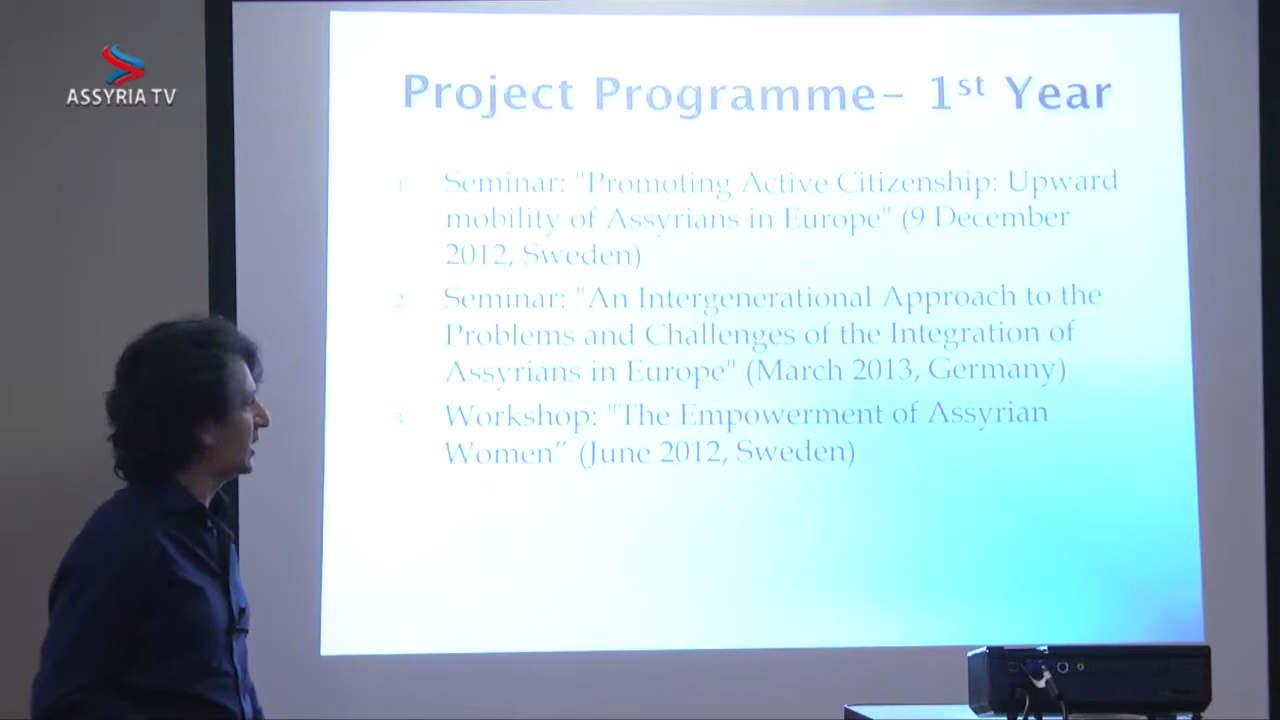 ASSYRIA TV
Project Programme- 1st Year
1. Seminar: "Promoting Active Citizenship: Upward
mobility of Assyrians in Europe" (9 December
2012, Sweden)
2. Seminar: "An Intergenerational Approach to the
Problems and Challenges of the Integration of
Assyrians in Europe" (March 2013, Germany)
3. Workshop: "The Empowerment of Assyrian
Women” (June 2012, Sweden)